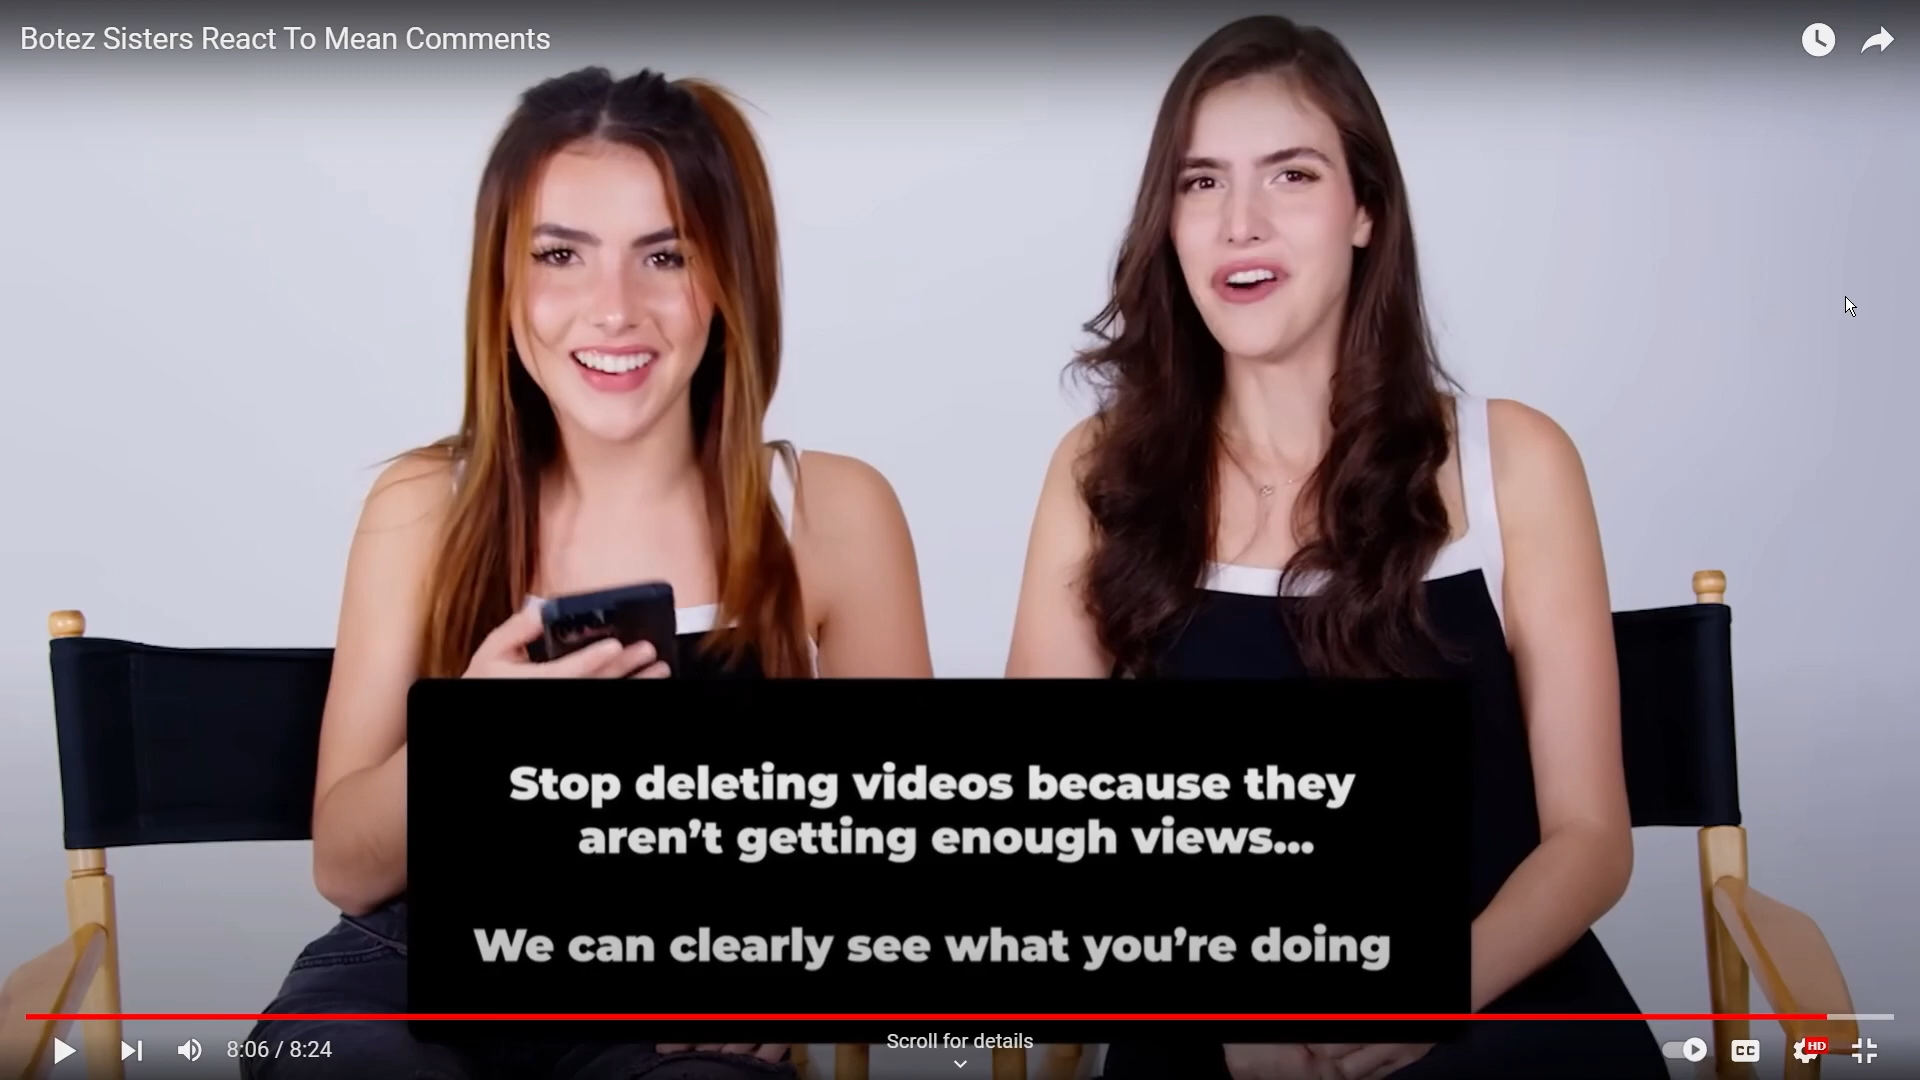 Botez Sisters React To Mean Comments
Stop deleting videos because they
aren't getting enough views...
We can clearly see what you're doing
Scroll for details
8:06 / 8:24
CC
HD